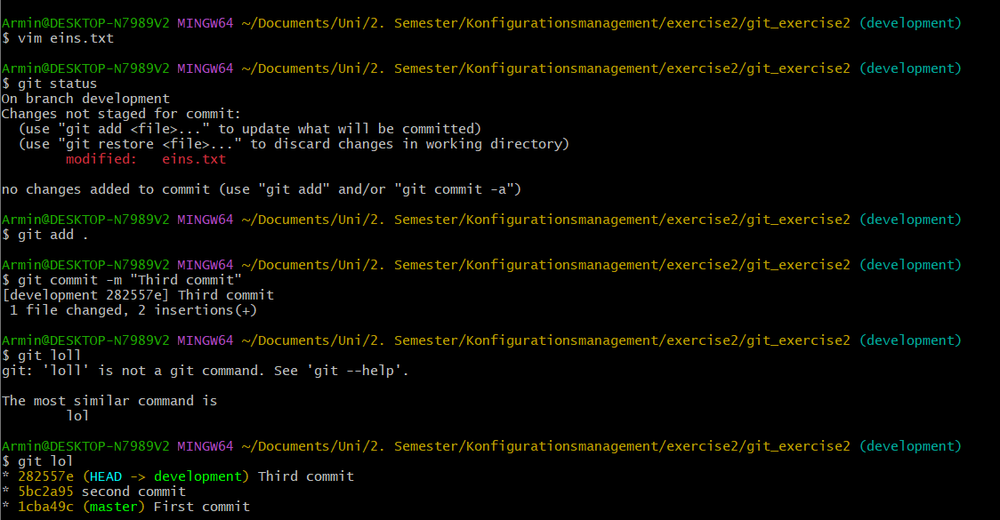 Armin@DESKTOP-N7989V2 MINGW64 ~/Documents/Uni/2. Semester/Konfigurationsmanagement/exercise2/git_exercise2 (development)
$ vim eins.txt
Armin@DESKTOP-N7989V2 MINGW64 ~/Documents/Uni/2. Semester/Konfigurationsmanagement/exercise2/git_exercise2 (development)
$ git status
On branch development
Changes not staged for commit:
  (use "git add <file>..." to update what will be committed)
  (use "git restore <file>..." to discard changes in working directory)
        modified:   eins.txt
no changes added to commit (use "git add" and/or "git commit -a")
Armin@DESKTOP-N7989V2 MINGW64 ~/Documents/Uni/2. Semester/Konfigurationsmanagement/exercise2/git_exercise2 (development)
$ git add .
Armin@DESKTOP-N7989V2 MINGW64 ~/Documents/Uni/2. Semester/Konfigurationsmanagement/exercise2/git_exercise2 (development)
$ git commit -m "Third commit"
[development 282557e] Third commit
 1 file changed, 2 insertions(+)
Armin@DESKTOP-N7989V2 MINGW64 ~/Documents/Uni/2. Semester/Konfigurationsmanagement/exercise2/git_exercise2 (development)
$ git loll
git: 'loll' is not a git command. See 'git --help'.
The most similar command is
        lol
Armin@DESKTOP-N7989V2 MINGW64 ~/Documents/Uni/2. Semester/Konfigurationsmanagement/exercise2/git_exercise2 (development)
$ git lol
* 282557e (HEAD -> development) Third commit
* 5bc2a95 second commit
* 1cba49c (master) First commit